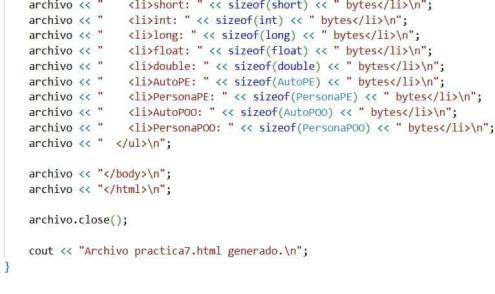 archivo << "    <li>short: " << sizeof(short) << " bytes</li>\n";
archivo << "    <li>int: " << sizeof(int) << " bytes</li>\n";
archivo << "    <li>long: " << sizeof(long) << " bytes</li>\n";
archivo << "    <li>float: " << sizeof(float) << " bytes</li>\n";
archivo << "    <li>double: " << sizeof(double) << " bytes</li>\n";
archivo << "    <li>AutoPE: " << sizeof(AutoPE) << " bytes</li>\n";
archivo << "    <li>PersonaPE: " << sizeof(PersonaPE) << " bytes</li>\n";
archivo << "    <li>AutoPOO: " << sizeof(AutoPOO) << " bytes</li>\n";
archivo << "    <li>PersonaPOO: " << sizeof(PersonaPOO) << " bytes</li>\n";
archivo << "  </ul>\n";

archivo << "</body>\n";
archivo << "</html>\n";

archivo.close();

cout << "Archivo practica7.html generado.\n";
}